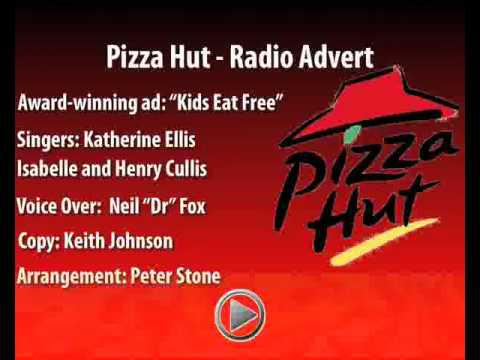 Pizza Hut - Radio Advert
Award-winning ad: “Kids Eat Free”
Singers: Katherine Ellis
Isabelle and Henry Cullis
Voice Over: Neil “Dr” Fox
Copy: Keith Johnson
Arrangement: Peter Stone
Pizza
Hut